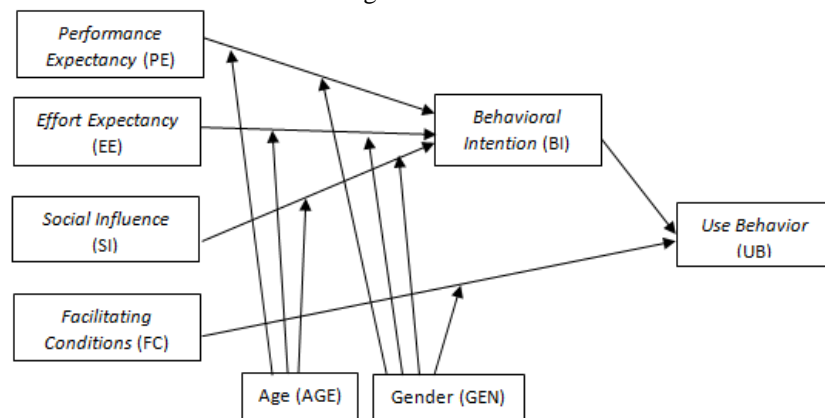 Performance
Expectancy (PE)
Effort Expectancy
(EE)
Behavioral
Intention (BI)
Social Influence
(SI)
Use Behavior
(UB)
Facilitating
Conditions (FC)
Age (AGE)
Gender (GEN)